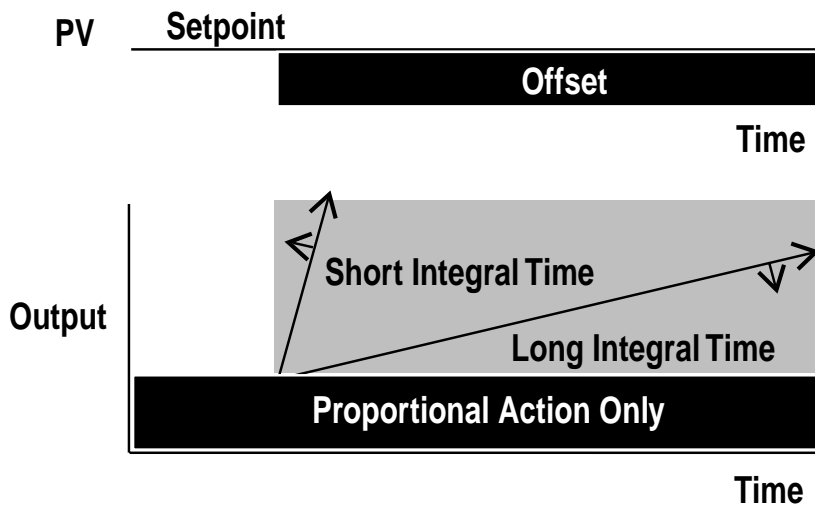 PV
Setpoint
Offset
Time
Short Integral Time
Output
Long Integral Time
Proportional Action Only
Time